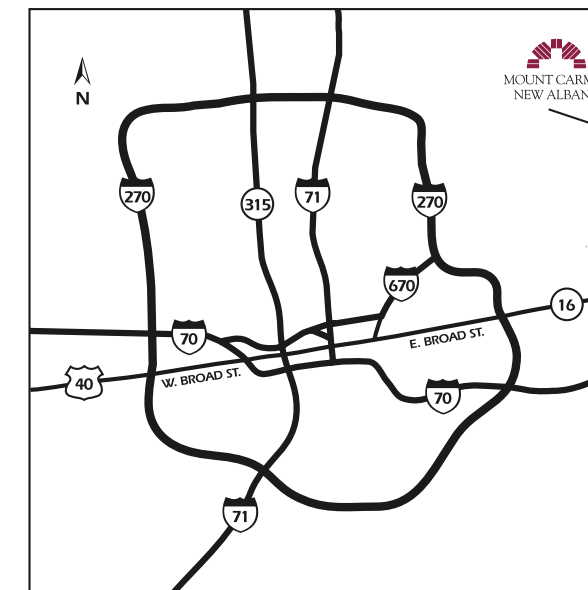 MOUNT CARM
NEW ALBAN
N
270
315
71
270
670
16
70
E. BROAD ST.
40
W. BROAD ST.
70
71